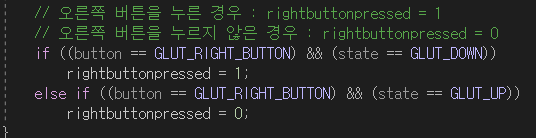 // 오른쪽 버튼을 누른 경우 : rightbuttonpressed = 1
// 오른쪽 버튼을 누르지 않은 경우 : rightbuttonpressed = 0
if ((button == GLUT_RIGHT_BUTTON) && (state == GLUT_DOWN))
rightbuttonpressed = 1;
else if ((button == GLUT_RIGHT_BUTTON) && (state == GLUT_UP))
rightbuttonpressed = 0;
}